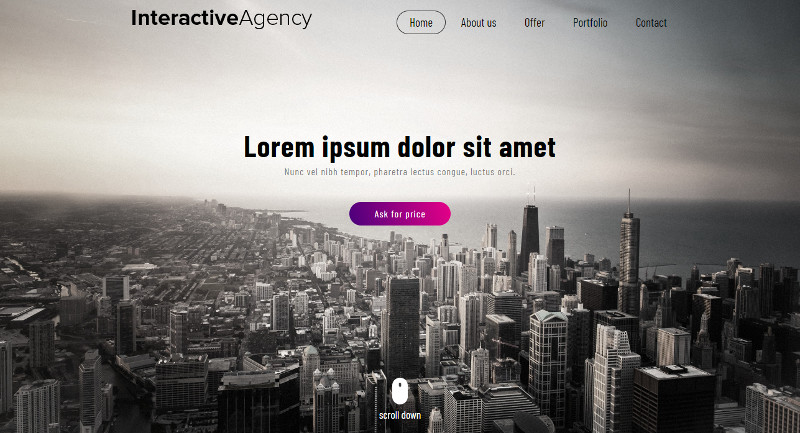 InteractiveAgency
Home About us Offer Portfolio Contact
Lorem ipsum dolor sit amet
Nunc vel nibh tempor, pharetra lectus congue, luctus orci.
Ask for price
scroll down